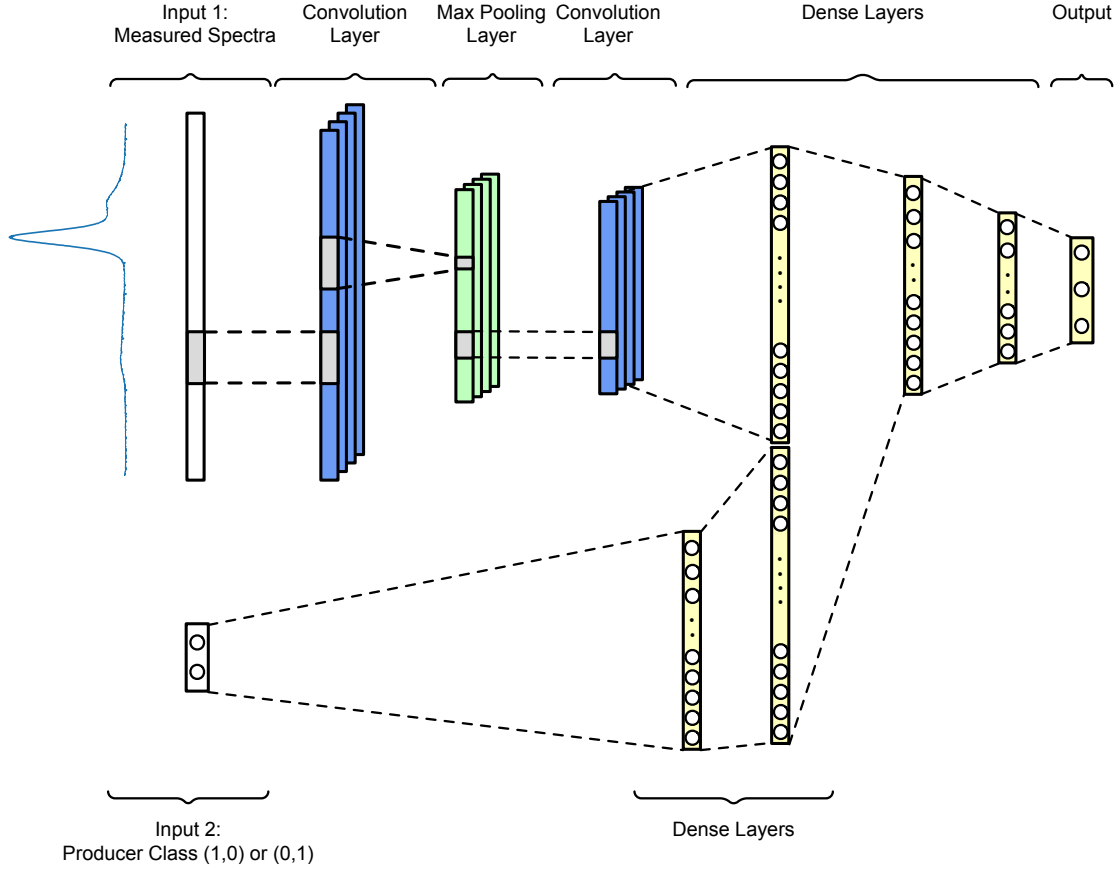 Input 1:
Measured Spectra
Convolution
Layer
Max Pooling
Layer
Convolution
Layer
Dense Layers
Output
Input 2:
Producer Class (1,0) or (0,1)
Dense Layers